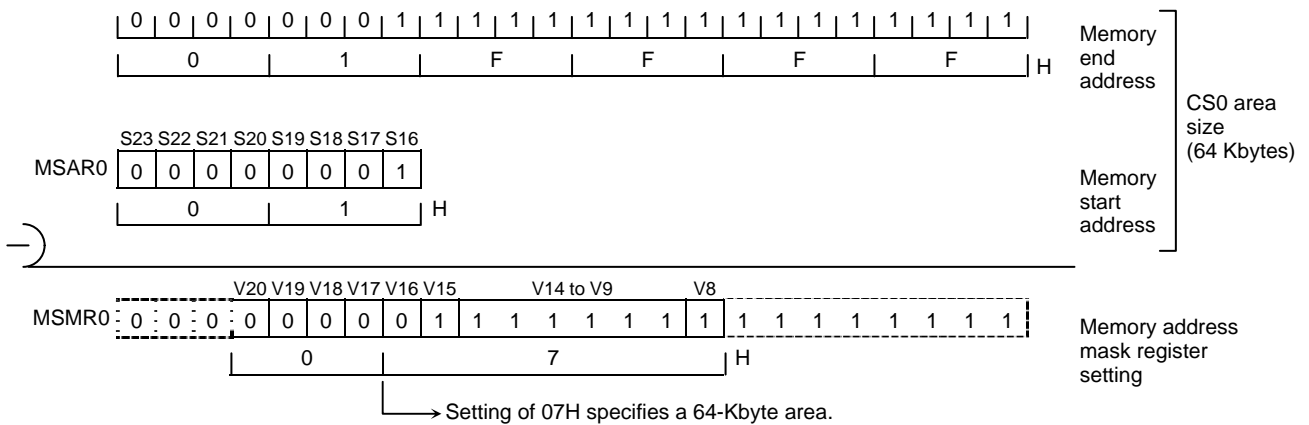 0 0 0 0 0 0 0 1 1 1 1 1 1 1 1 1 1 1 1 1 1 1 1 1
0 1 F F F F H
Memory
end
address
CS0 area
size
(64 Kbytes)
S23 S22 S21 S20 S19 S18 S17 S16
MSAR0 0 0 0 0 0 0 0 1
0 1 H
Memory
start
address
V20 V19 V18 V17 V16 V15 V14 to V9 V8
MSMR0 0 0 0 0 0 0 0 0 1 1 1 1 1 1 1 1 1 1 1 1 1 1 1 1
0 7 H
Memory address
mask register
setting
Setting of 07H specifies a 64-Kbyte area.